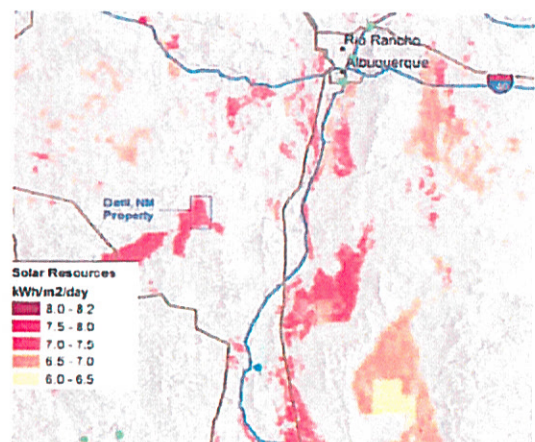 Rio Rancho
Albuquerque
40
Datil, NM
Property
Solar Resources
kWh/m2/day
8.0 - 8.2
7.5 - 8.0
7.0 - 7.5
6.5 - 7.0
6.0 - 6.5